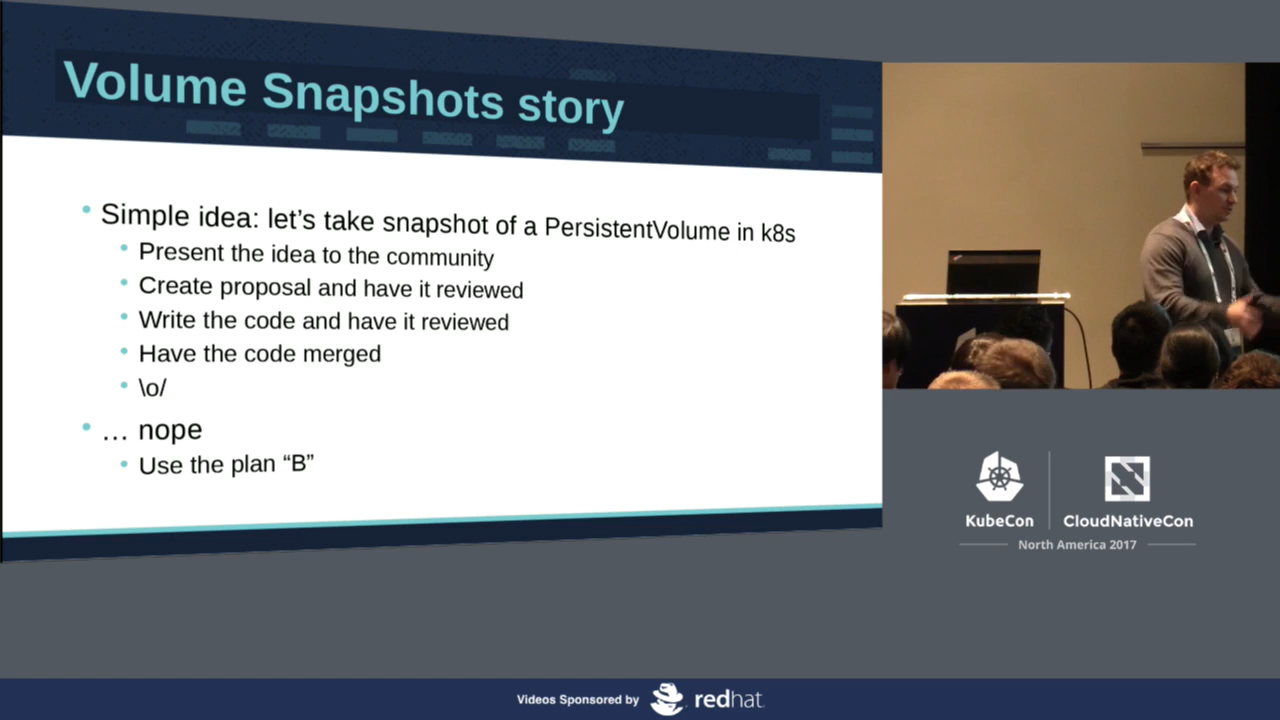 Volume Snapshots story
Simple idea: let’s take snapshot of a PersistentVolume in k8s
Present the idea to the community
Create proposal and have it reviewed
Write the code and have it reviewed
Have the code merged
\o/
… nope
Use the plan “B”
KubeCon
CloudNativeCon
North America 2017
Videos Sponsored by
redhat